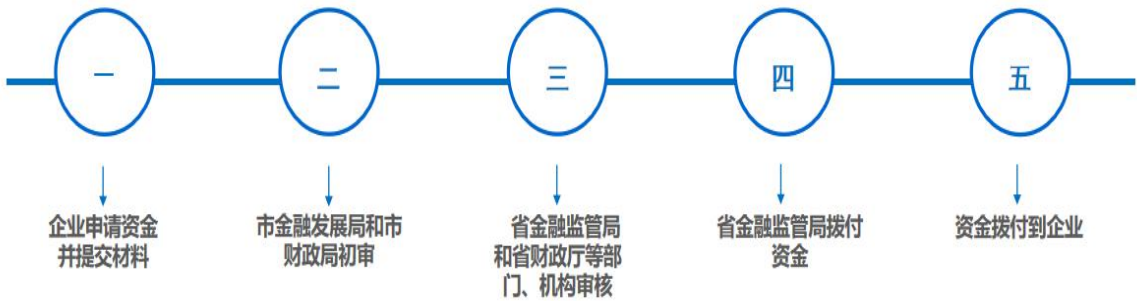 一
二
三
四
五
企业申请资金
并提交材料
市金融发展局和市
财政局初审
省金融监管局
和省财政厅等部
门、机构审核
省金融监管局拨付
资金
资金拨付到企业